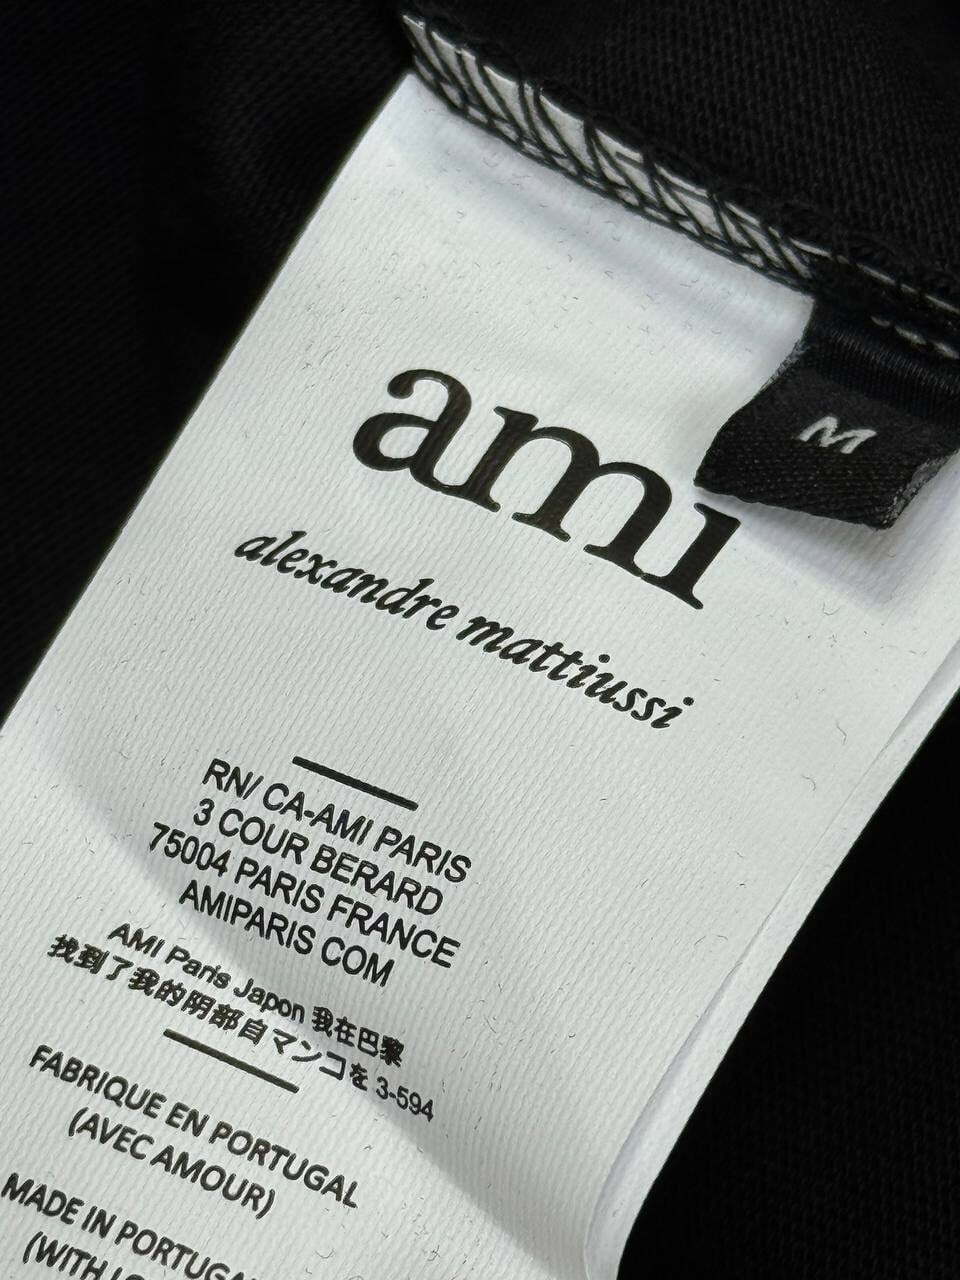 ami
M
alexandre mattiussi
RN/ CA-AMI PARIS
3 COUR BERARD
75004 PARIS FRANCE
AMIPARIS COM
AMI Paris Japon 我在巴黎
找到了我的阴部自マンコを 3-594
FABRIQUE EN PORTUGAL
(AVEC AMOUR)
MADE IN
(WITH